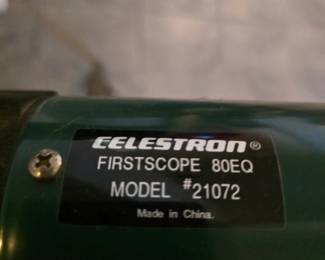 CELESTRON®
FIRSTSCOPE 80EQ
MODEL #21072
Made in China.